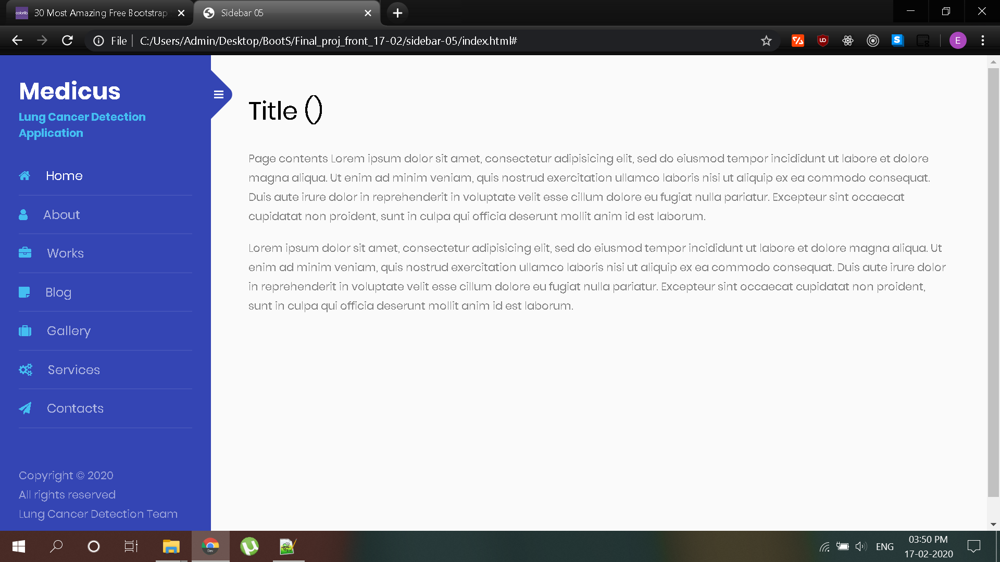 colorlib 30 Most Amazing Free Bootstrap
Sidebar 05
File C:/Users/Admin/Desktop/BootS/Final_proj_front_17-02/sidebar-05/index.html#
E
Medicus
Lung Cancer Detection
Application
Home
About
Works
Blog
Gallery
Services
Contacts
Copyright © 2020
All rights reserved
Lung Cancer Detection Team
Title ()
Page contents Lorem ipsum dolor sit amet, consectetur adipisicing elit, sed do eiusmod tempor incididunt ut labore et dolore
magna aliqua. Ut enim ad minim veniam, quis nostrud exercitation ullamco laboris nisi ut aliquip ex ea commodo consequat.
Duis aute irure dolor in reprehenderit in voluptate velit esse cillum dolore eu fugiat nulla pariatur. Excepteur sint occaecat
cupidatat non proident, sunt in culpa qui officia deserunt mollit anim id est laborum.
Lorem ipsum dolor sit amet, consectetur adipisicing elit, sed do eiusmod tempor incididunt ut labore et dolore magna aliqua. Ut
enim ad minim veniam, quis nostrud exercitation ullamco laboris nisi ut aliquip ex ea commodo consequat. Duis aute irure dolor
in reprehenderit in voluptate velit esse cillum dolore eu fugiat nulla pariatur. Excepteur sint occaecat cupidatat non proident,
sunt in culpa qui officia deserunt mollit anim id est laborum.
Dev
ENG
03:50 PM
17-02-2020